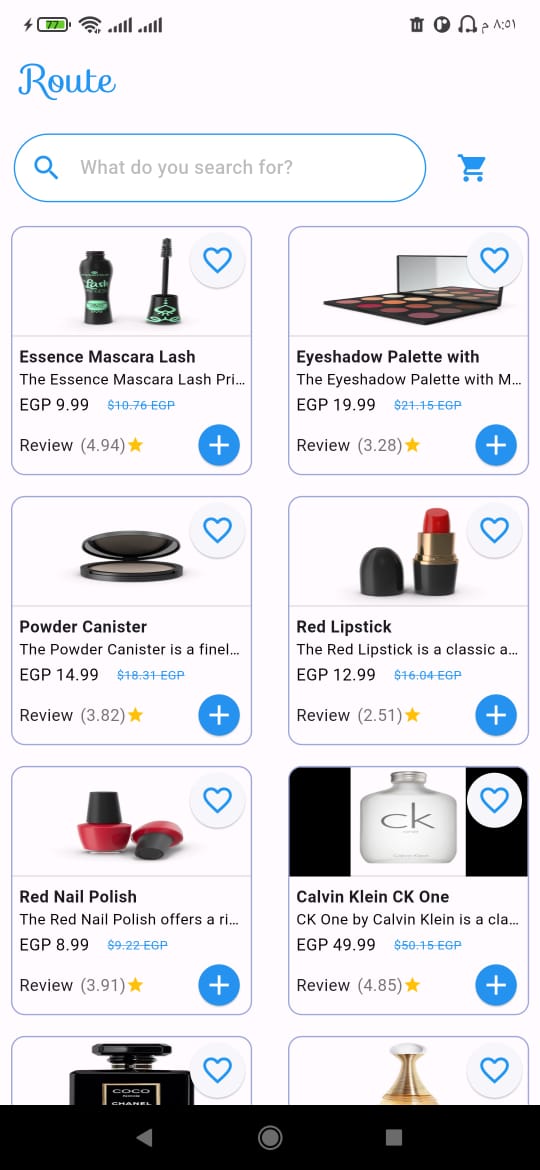 77
٨:٥١ م
Route
What do you search for?
Essence Mascara Lash
The Essence Mascara Lash Pri...
EGP 9.99 $10.76 EGP
Review (4.94)
Eyeshadow Palette with
The Eyeshadow Palette with M...
EGP 19.99 $21.15 EGP
Review (3.28)
Powder Canister
The Powder Canister is a finel...
EGP 14.99 $18.31 EGP
Review (3.82)
Red Lipstick
The Red Lipstick is a classic a...
EGP 12.99 $16.04 EGP
Review (2.51)
Red Nail Polish
The Red Nail Polish offers a ri...
EGP 8.99 $9.22 EGP
Review (3.91)
ck
Calvin Klein CK One
CK One by Calvin Klein is a cla...
EGP 49.99 $50.15 EGP
Review (4.85)
COCO
CHANEL